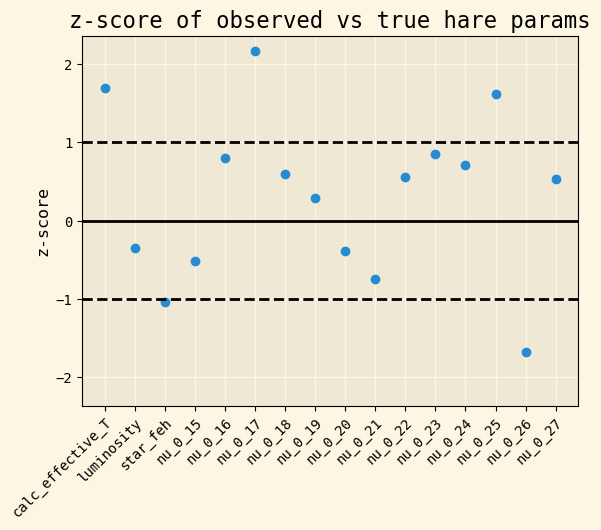 z-score of observed vs true hare params
z-score
2
1
0
−1
−2
calc_effective_T
luminosity
star_feh
nu_0_15
nu_0_16
nu_0_17
nu_0_18
nu_0_19
nu_0_20
nu_0_21
nu_0_22
nu_0_23
nu_0_24
nu_0_25
nu_0_26
nu_0_27